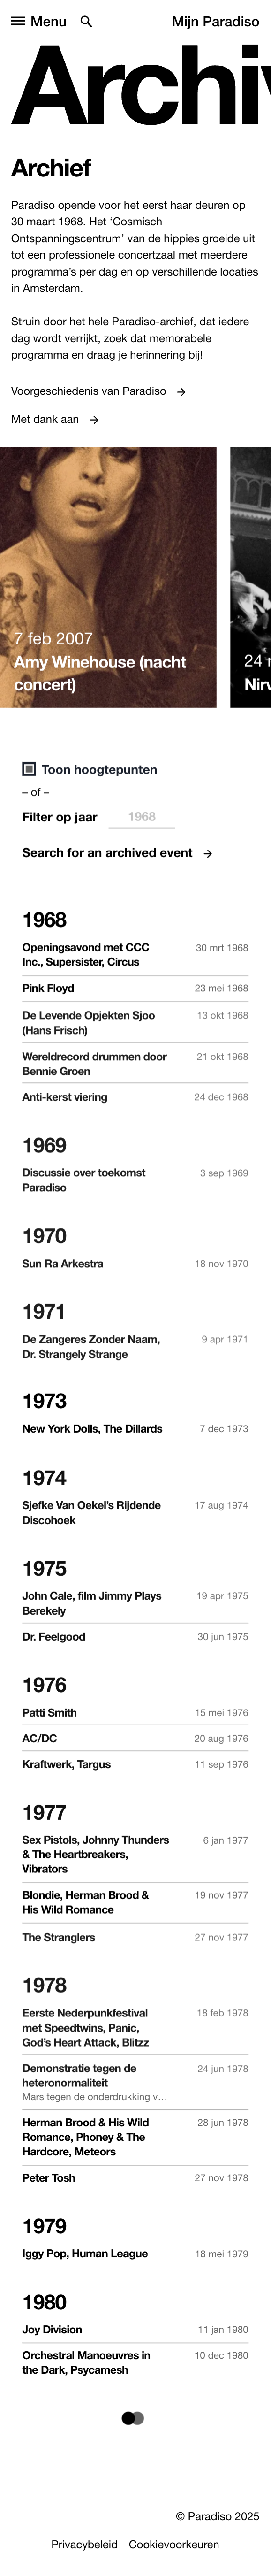 Menu
Mijn Paradiso
Archiv
Archief
Paradiso opende voor het eerst haar deuren op
30 maart 1968. Het ‘Cosmisch
Ontspanningscentrum’ van de hippies groeide uit
tot een professionele concertzaal met meerdere
programma’s per dag en op verschillende locaties
in Amsterdam.
Struin door het hele Paradiso-archief, dat iedere
dag wordt verrijkt, zoek dat memorabele
programma en draag je herinnering bij!
Voorgeschiedenis van Paradiso →
Met dank aan →
7 feb 2007
Amy Winehouse (nacht
concert)
24
Nirv
Toon hoogtepunten
– of –
Filter op jaar 1968
Search for an archived event →
1968
Openingsavond met CCC 30 mrt 1968
Inc., Supersister, Circus
Pink Floyd 23 mei 1968
De Levende Opjekten Sjoo 13 okt 1968
(Hans Frisch)
Wereldrecord drummen door 21 okt 1968
Bennie Groen
Anti-kerst viering 24 dec 1968
1969
Discussie over toekomst 3 sep 1969
Paradiso
1970
Sun Ra Arkestra 18 nov 1970
1971
De Zangeres Zonder Naam, 9 apr 1971
Dr. Strangely Strange
1973
New York Dolls, The Dillards 7 dec 1973
1974
Sjefke Van Oekel’s Rijdende 17 aug 1974
Discohoek
1975
John Cale, film Jimmy Plays 19 apr 1975
Berekely
Dr. Feelgood 30 jun 1975
1976
Patti Smith 15 mei 1976
AC/DC 20 aug 1976
Kraftwerk, Targus 11 sep 1976
1977
Sex Pistols, Johnny Thunders 6 jan 1977
& The Heartbreakers,
Vibrators
Blondie, Herman Brood & 19 nov 1977
His Wild Romance
The Stranglers 27 nov 1977
1978
Eerste Nederpunkfestival 18 feb 1978
met Speedtwins, Panic,
God’s Heart Attack, Blitzz
Demonstratie tegen de 24 jun 1978
heteronormaliteit
Mars tegen de onderdrukking v…
Herman Brood & His Wild 28 jun 1978
Romance, Phoney & The
Hardcore, Meteors
Peter Tosh 27 nov 1978
1979
Iggy Pop, Human League 18 mei 1979
1980
Joy Division 11 jan 1980
Orchestral Manoeuvres in 10 dec 1980
the Dark, Psycamesh
© Paradiso 2025
Privacybeleid Cookievoorkeuren